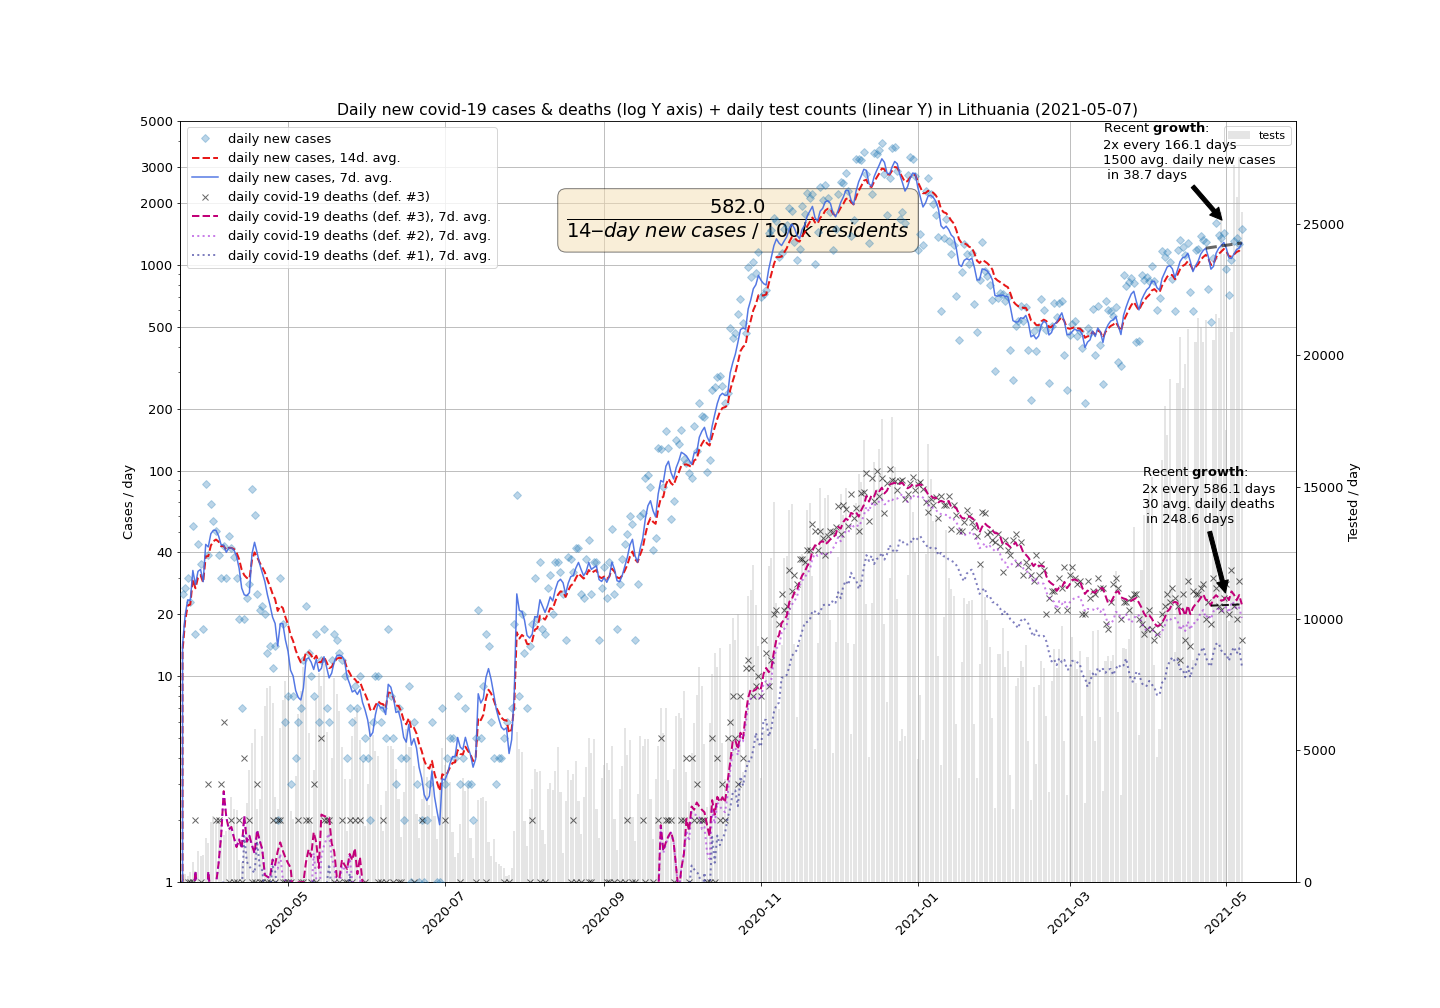 Daily new covid-19 cases & deaths (log Y axis) + daily test counts (linear Y) in Lithuania (2021-05-07)
daily new cases
daily new cases, 14d. avg.
daily new cases, 7d. avg.
daily covid-19 deaths (def. #3)
daily covid-19 deaths (def. #3), 7d. avg.
daily covid-19 deaths (def. #2), 7d. avg.
daily covid-19 deaths (def. #1), 7d. avg.
582.0
14–day new cases / 100k residents
Recent growth:
2x every 166.1 days
1500 avg. daily new cases
in 38.7 days
tests
Recent growth:
2x every 586.1 days
30 avg. daily deaths
in 248.6 days
Cases / day
5000
3000
2000
1000
500
200
100
40
20
10
1
Tested / day
25000
20000
15000
10000
5000
0
2020-05
2020-07
2020-09
2020-11
2021-01
2021-03
2021-05